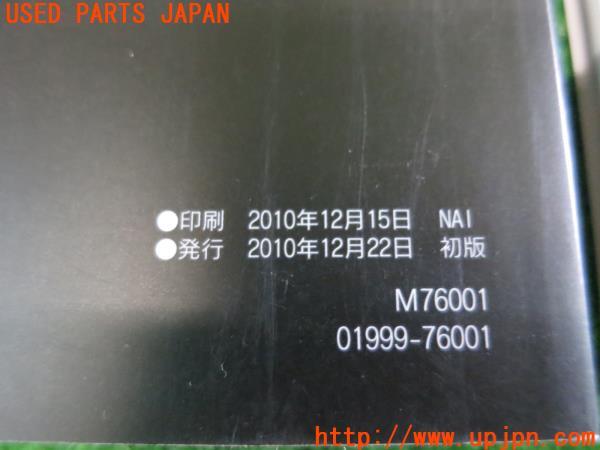 USED PARTS JAPAN
●印刷 2010年12月15日 NAI
●発行 2010年12月22日 初版
M76001
01999-76001
http://www.upjpn.com